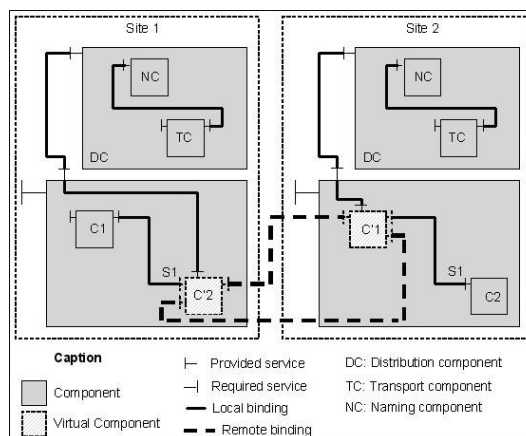 Site 1
Site 2
NC
NC
TC
TC
DC
DC
C1
C'1
S1
S1
C'2
C2
Caption
Component
Virtual Component
Provided service
Required service
Local binding
Remote binding
DC: Distribution component
TC: Transport component
NC: Naming component